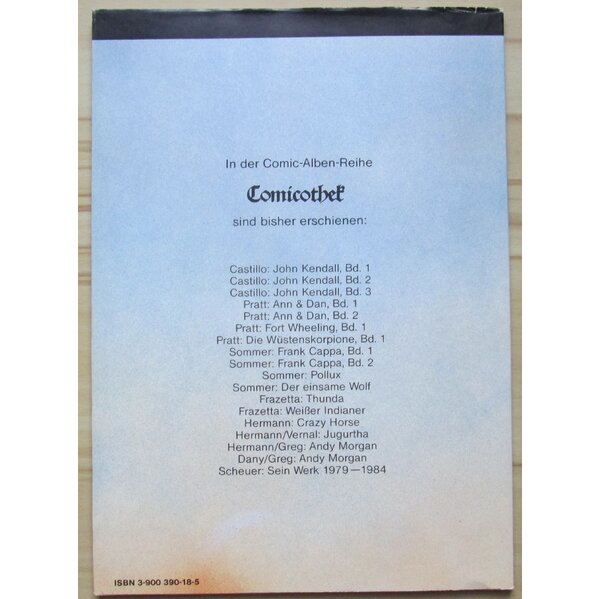 In der Comic-Alben-Reihe
Comicothek
sind bisher erschienen:
Castillo: John Kendall, Bd. 1
Castillo: John Kendall, Bd. 2
Castillo: John Kendall, Bd. 3
Pratt: Ann & Dan, Bd. 1
Pratt: Ann & Dan, Bd. 2
Pratt: Fort Wheeling, Bd. 1
Pratt: Die Wüstenskorpione, Bd. 1
Sommer: Frank Cappa, Bd. 1
Sommer: Frank Cappa, Bd. 2
Sommer: Pollux
Sommer: Der einsame Wolf
Frazetta: Thunda
Frazetta: Weißer Indianer
Hermann: Crazy Horse
Hermann/Vernal: Jugurtha
Hermann/Greg: Andy Morgan
Dany/Greg: Andy Morgan
Scheuer: Sein Werk 1979—1984
ISBN 3-900 390-18-5